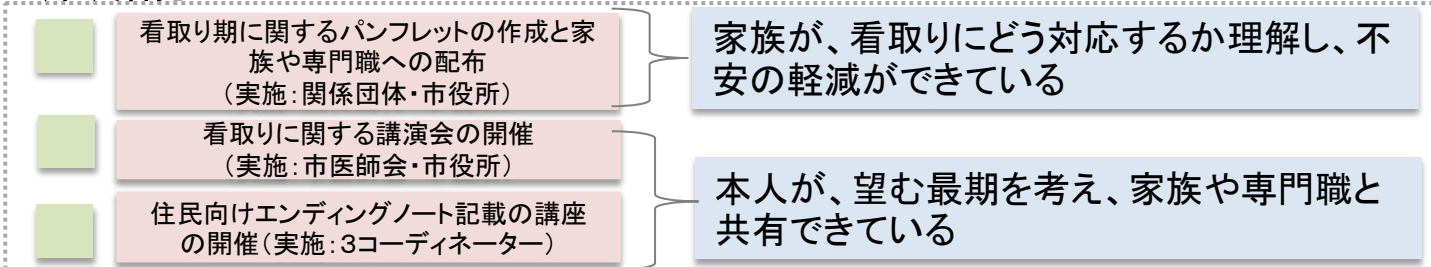 看取り期に関するパンフレットの作成と家
族や専門職への配布
（実施：関係団体・市役所）
家族が、看取りにどう対応するか理解し、不
安の軽減ができている
看取りに関する講演会の開催
（実施：市医師会・市役所）
住民向けエンディングノート記載の講座
の開催（実施：３コーディネーター）
本人が、望む最期を考え、家族や専門職と
共有できている